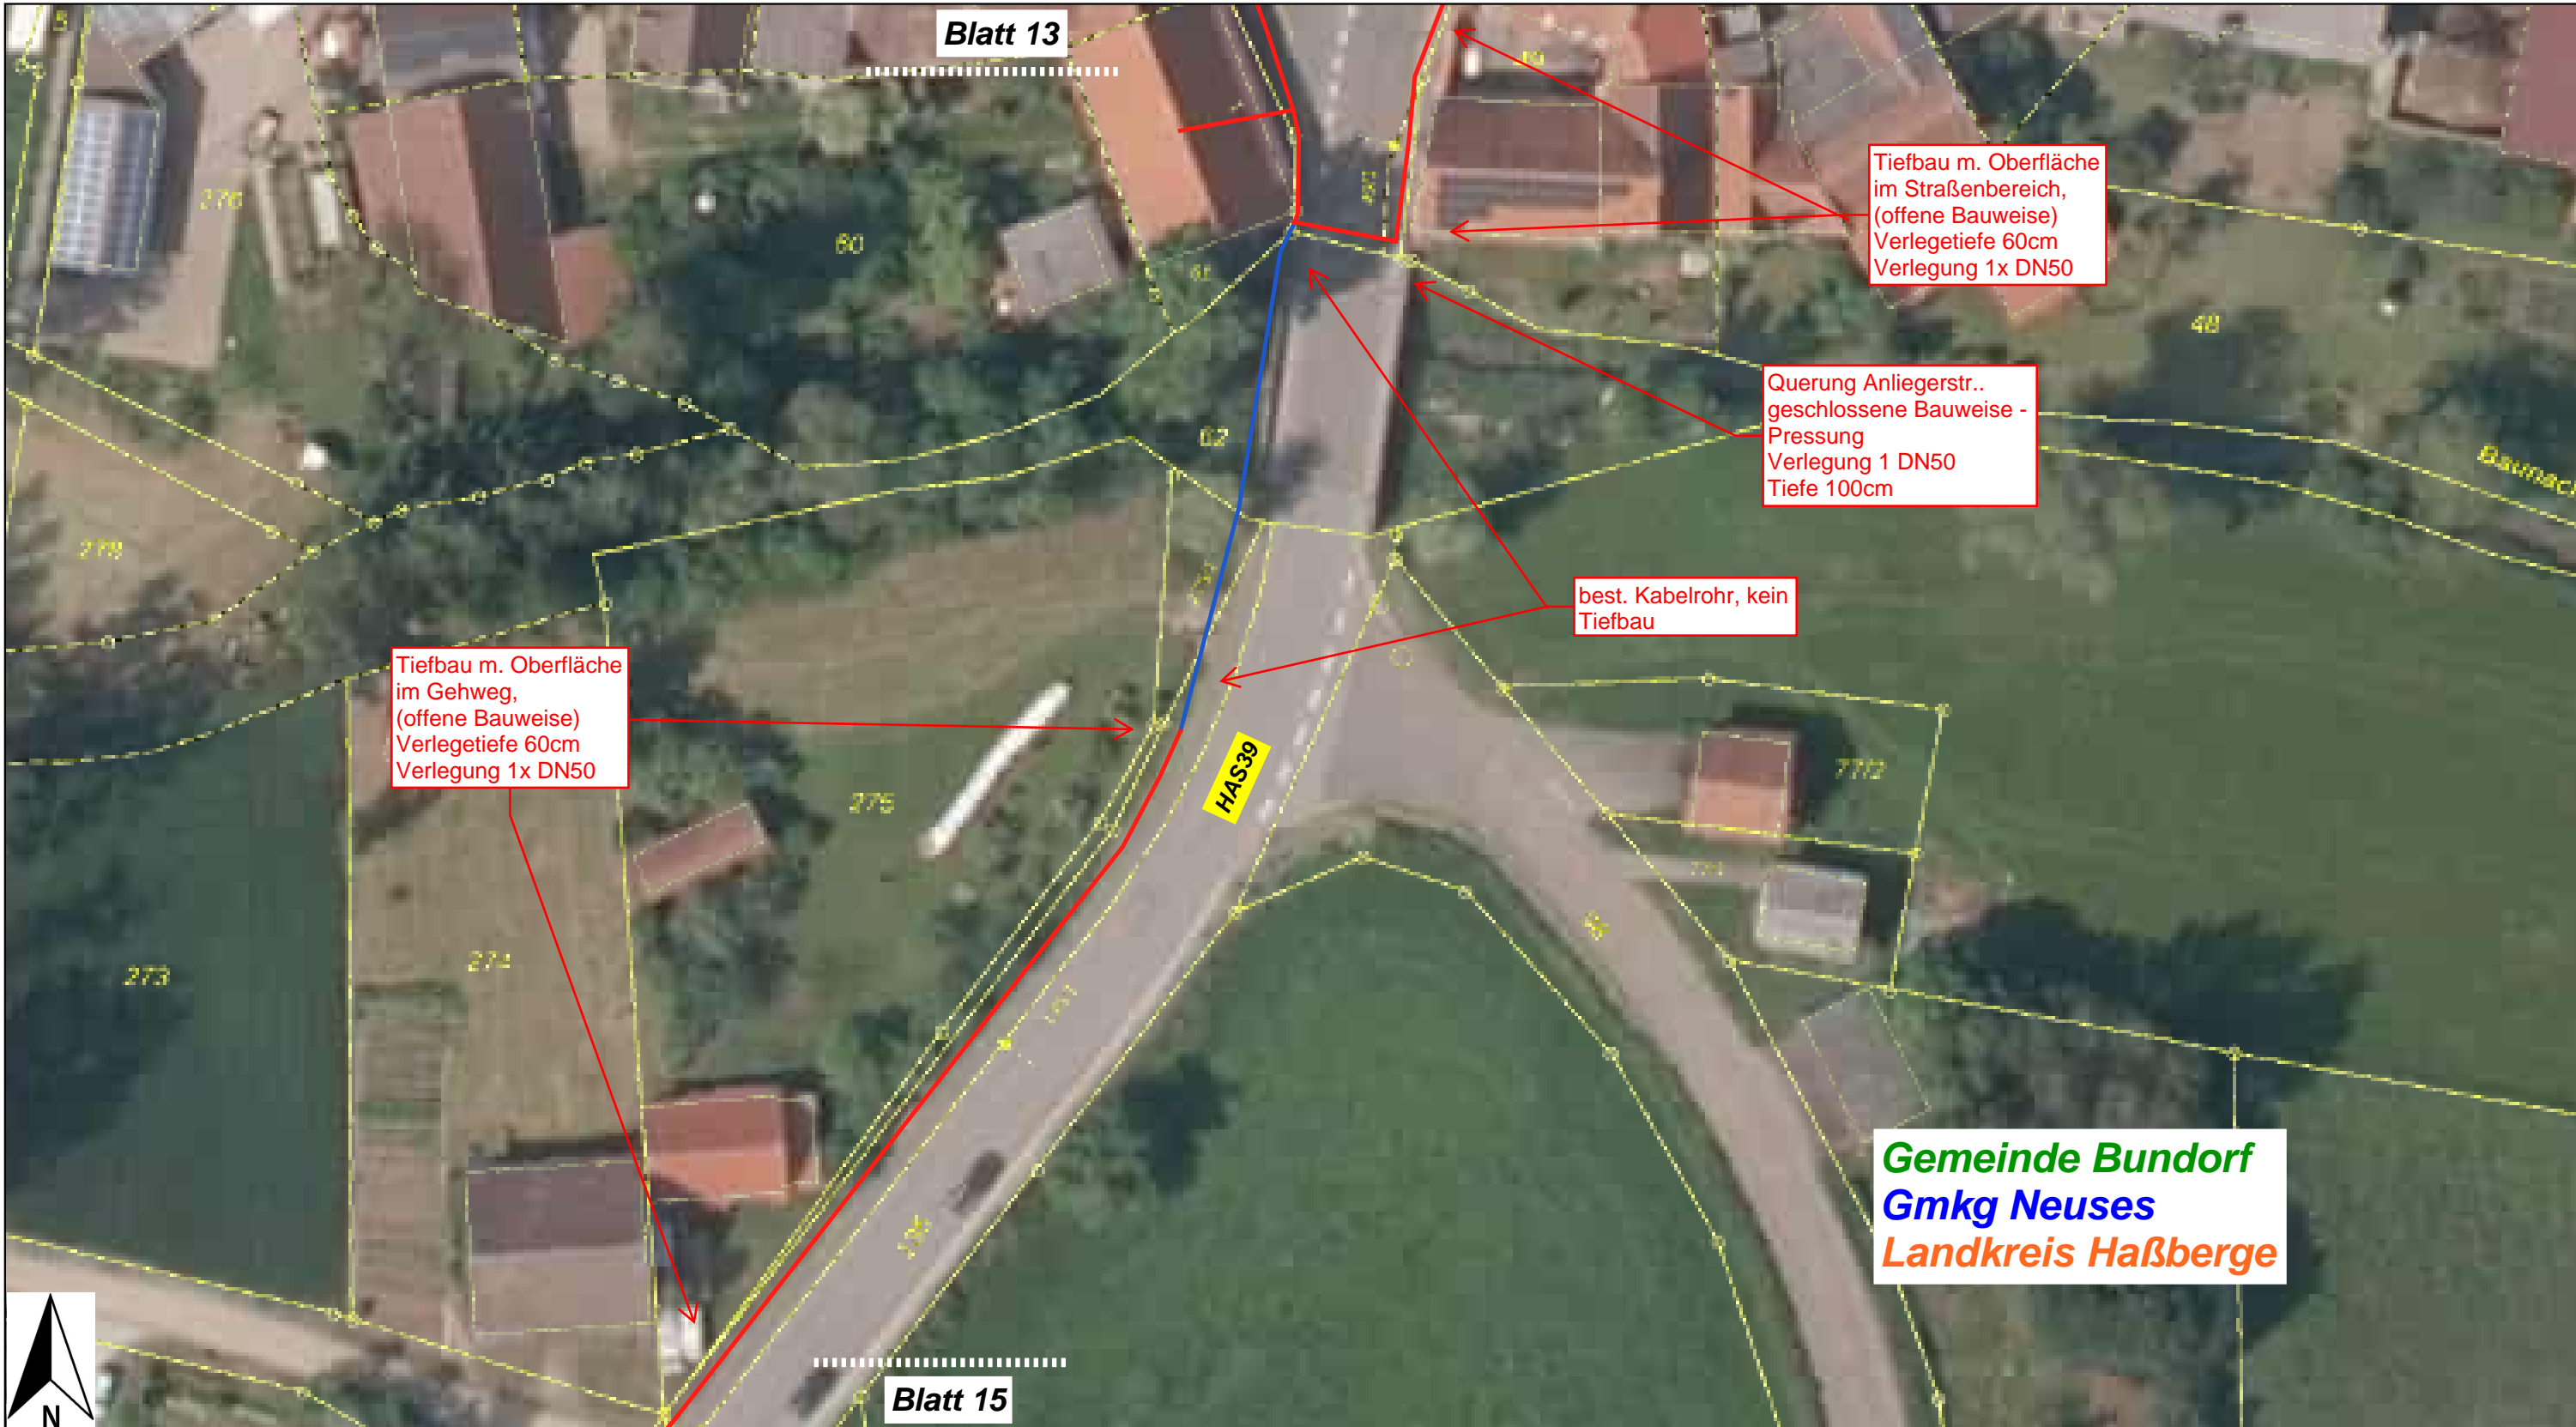 Blatt 13
Tiefbau m. Oberfläche
im Straßenbereich,
(offene Bauweise)
Verlegetiefe 60cm
Verlegung 1x DN50
276
60
62
48
Querung Anliegerstr..
geschlossene Bauweise -
Pressung
Verlegung 1 DN50
Tiefe 100cm
278
best. Kabelrohr, kein
Tiefbau
Tiefbau m. Oberfläche
im Gehweg,
(offene Bauweise)
Verlegetiefe 60cm
Verlegung 1x DN50
HAS39
275
77/2
273
274
Gemeinde Bundorf
Gmkg Neuses
Landkreis Haßberge
Blatt 15
N